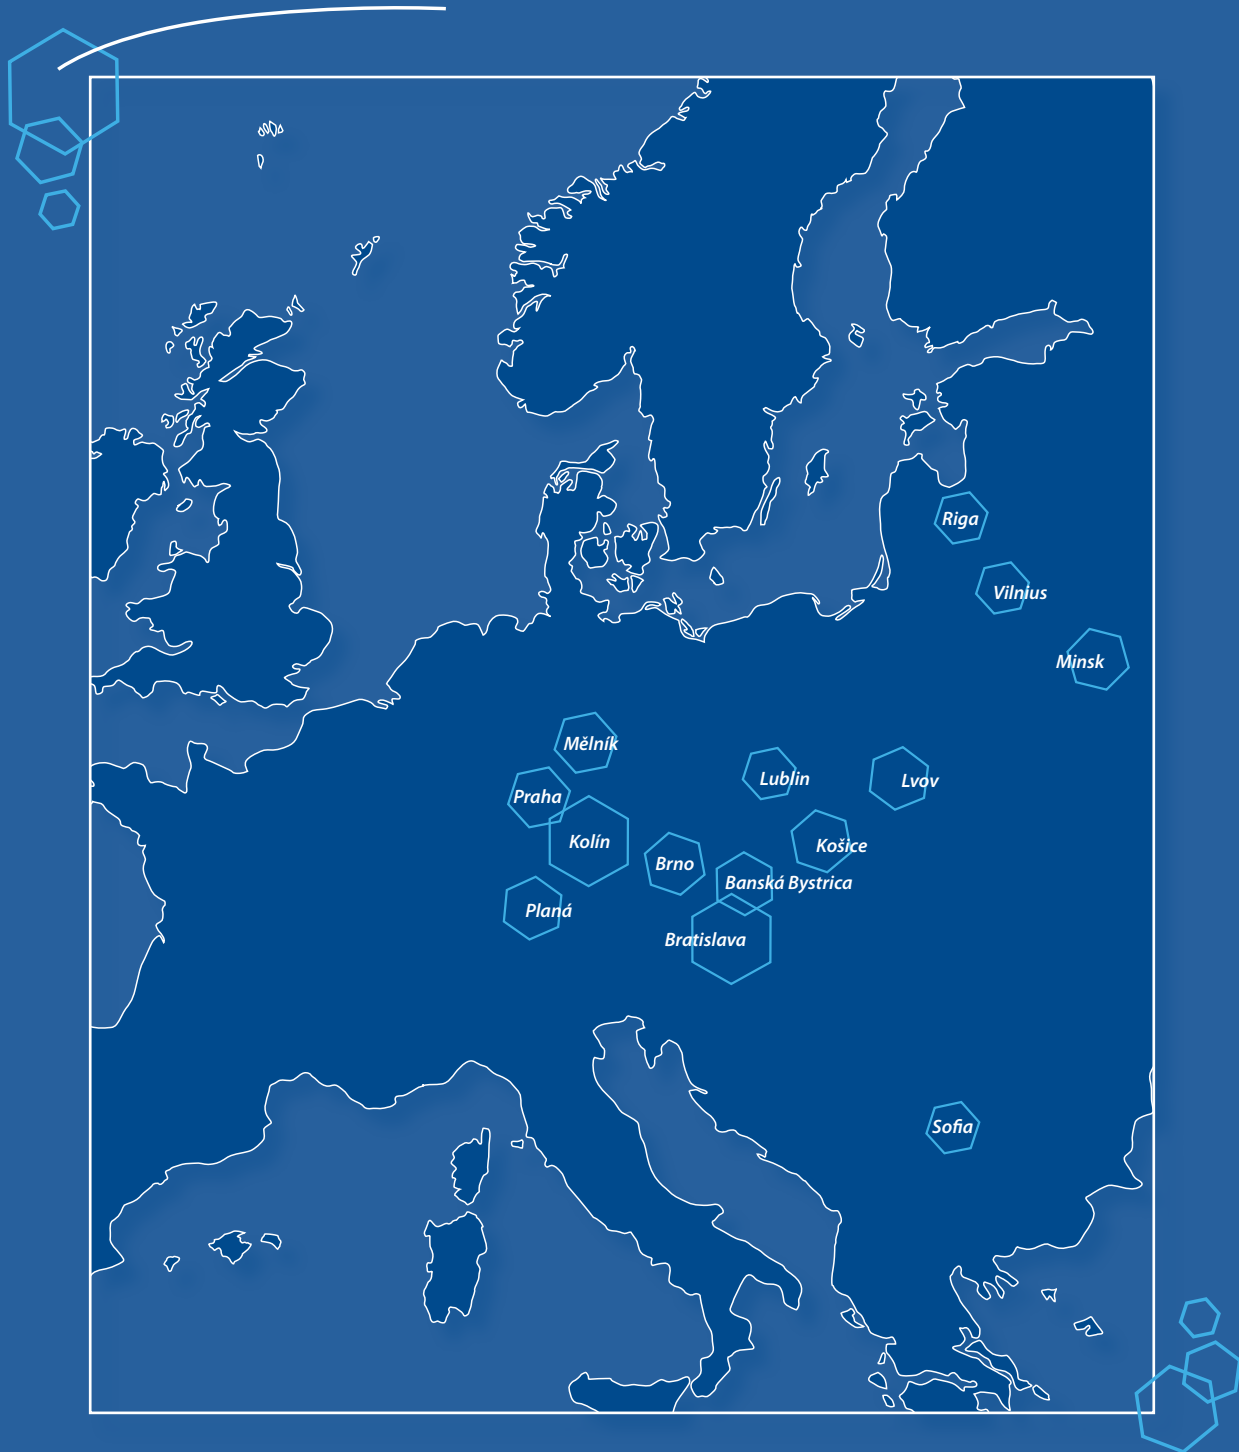 Riga
Vilnius
Minsk
Mělník
Lublin
Lvov
Praha
Kolín
Košice
Brno
Banská Bystrica
Planá
Bratislava
Sofia